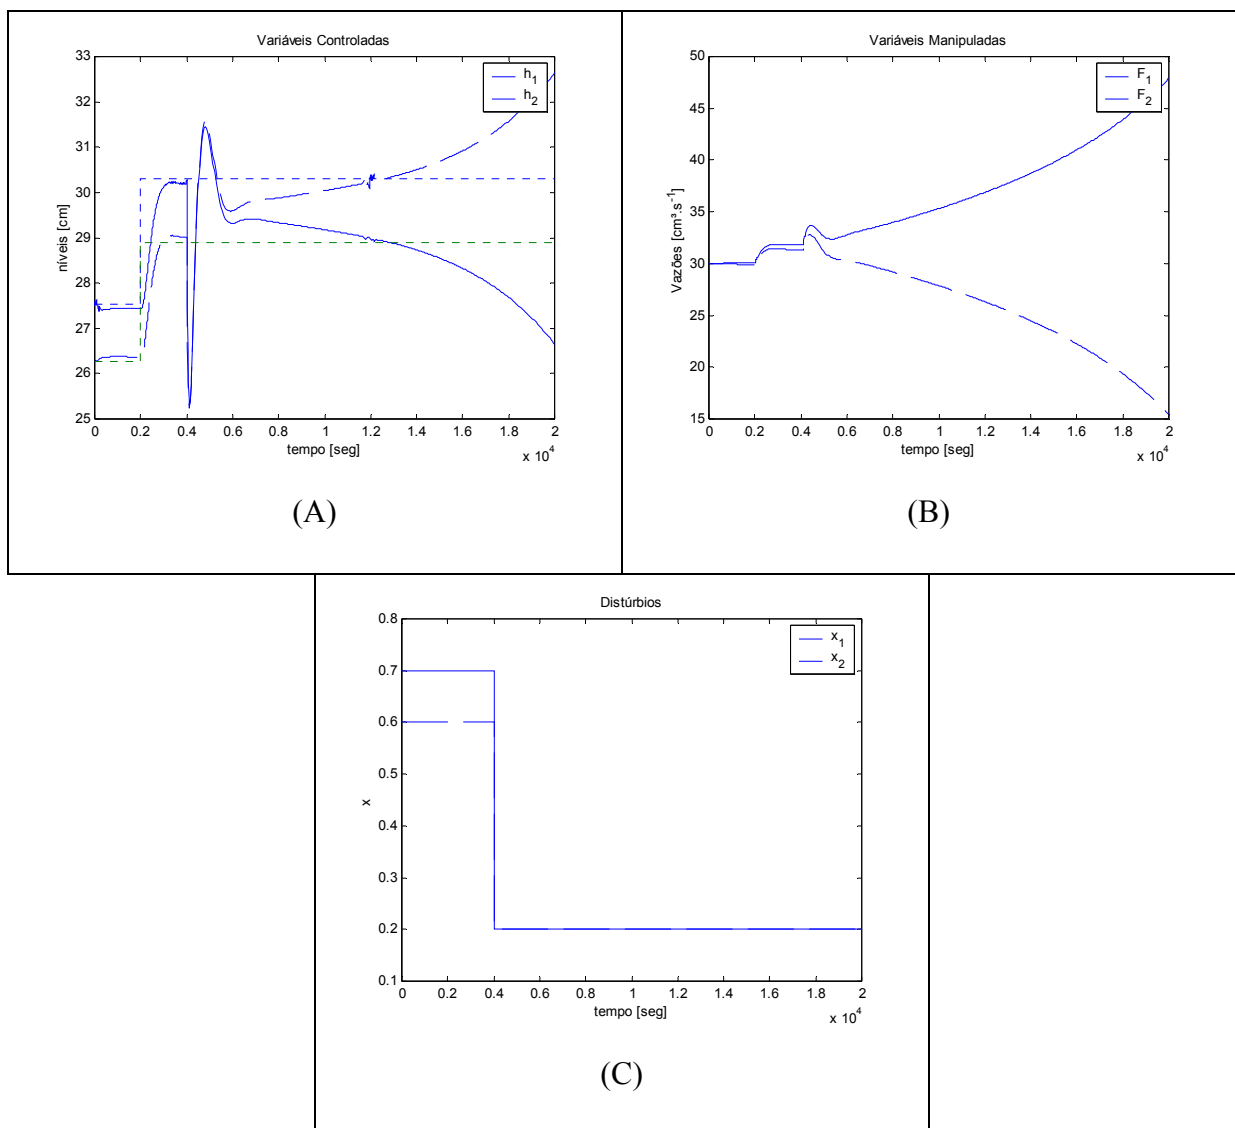 Variáveis Controladas
33
32
31
30
29
28
27
26
25
níveis [cm]
h1
h2
0 0.2 0.4 0.6 0.8 1 1.2 1.4 1.6 1.8 2
tempo [seg]
x 10^4
(A)
Variáveis Manipuladas
50
45
40
35
30
25
20
15
Vazões [cm³.s⁻¹]
F1
F2
0 0.2 0.4 0.6 0.8 1 1.2 1.4 1.6 1.8 2
tempo [seg]
x 10^4
(B)
Distúrbios
0.8
0.7
0.6
0.5
0.4
0.3
0.2
0.1
x
x1
x2
0 0.2 0.4 0.6 0.8 1 1.2 1.4 1.6 1.8 2
tempo [seg]
x 10^4
(C)